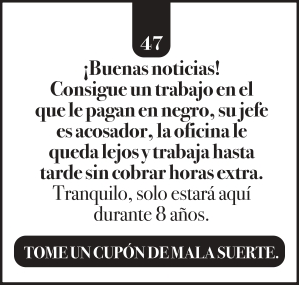 47
¡Buenas noticias!
Consigue un trabajo en el
que le pagan en negro, su jefe
es acosador, la oficina le
queda lejos y trabaja hasta
tarde sin cobrar horas extra.
Tranquilo, solo estará aquí
durante 8 años.
TOME UN CUPÓN DE MALA SUERTE.